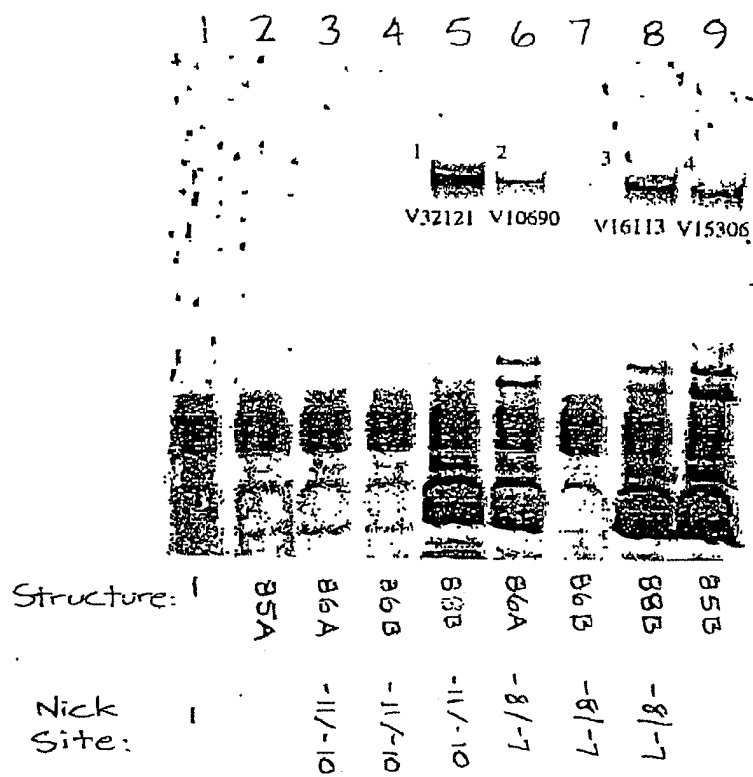 1 2 3 4 5 6 7 8 9
1 2 3 4
V32121 V10690 V16113 V15306
Structure: - 85A 86A 86B 88B 86A 86B 88B 85B
Nick - -11/-10 -11/-10 -11/-10 -8/-7 -8/-7 -8/-7
Site: